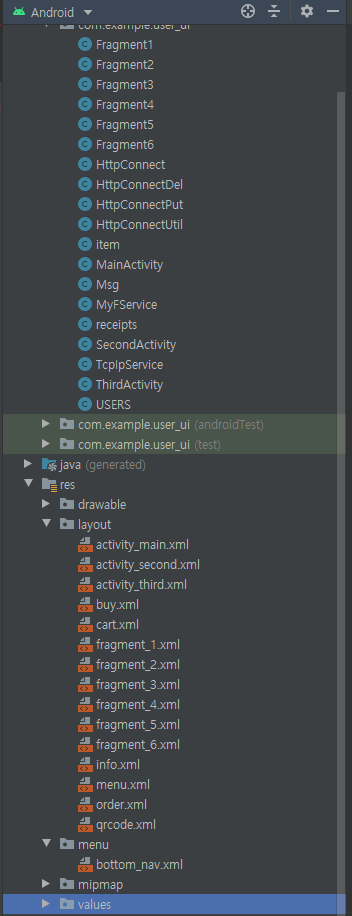 Android
com.example.user_ui
Fragment1
Fragment2
Fragment3
Fragment4
Fragment5
Fragment6
HttpConnect
HttpConnectDel
HttpConnectPut
HttpConnectUtil
item
MainActivity
Msg
MyFService
receipts
SecondActivity
TcpIpService
ThirdActivity
USERS
com.example.user_ui (androidTest)
com.example.user_ui (test)
java (generated)
res
drawable
layout
activity_main.xml
activity_second.xml
activity_third.xml
buy.xml
cart.xml
fragment_1.xml
fragment_2.xml
fragment_3.xml
fragment_4.xml
fragment_5.xml
fragment_6.xml
info.xml
menu.xml
order.xml
qrcode.xml
menu
bottom_nav.xml
mipmap
values